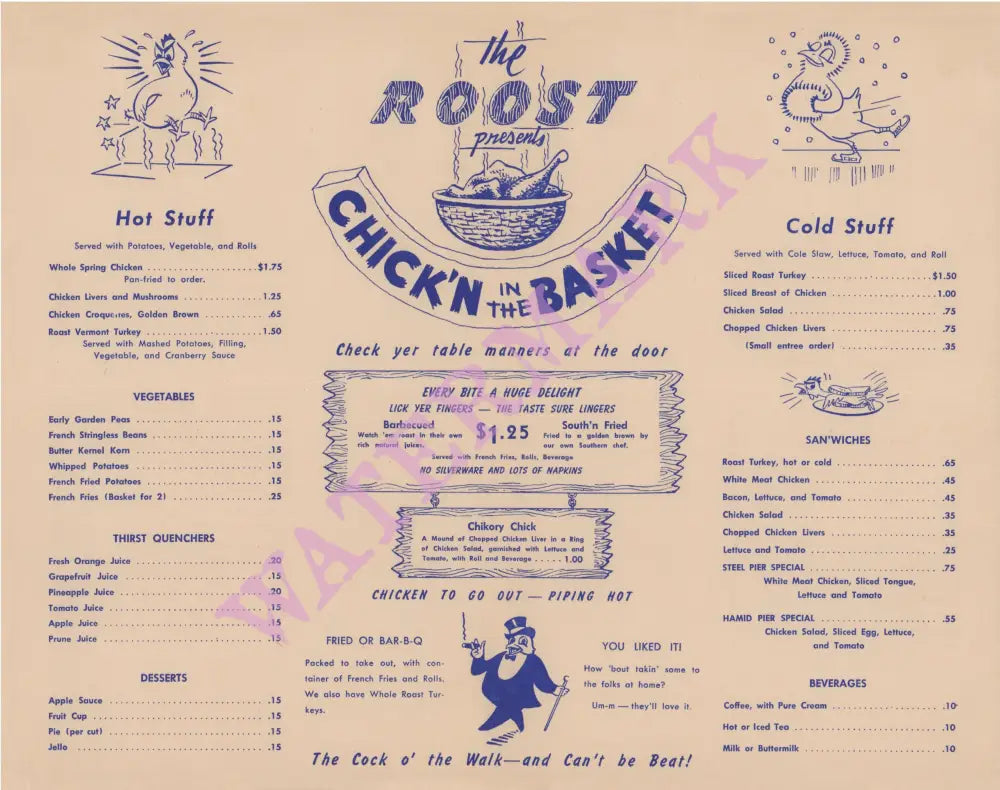 The
ROOST
presents
CHICK'N IN THE BASKET
Check yer table manners at the door
Hot Stuff
Served with Potatoes, Vegetable, and Rolls
Whole Spring Chicken . . . . . . . . . . $1.75
Pan-fried to order.
Chicken Livers and Mushrooms . . . . . . . . . . 1.25
Chicken Croquettes, Golden Brown . . . . . . . . . . .65
Roast Vermont Turkey . . . . . . . . . . 1.50
Served with Mashed Potatoes, Filling,
Vegetable, and Cranberry Sauce
VEGETABLES
Early Garden Peas . . . . . . . . . . .15
French Stringless Beans . . . . . . . . . . .15
Butter Kernel Korn . . . . . . . . . . .15
Whipped Potatoes . . . . . . . . . . .15
French Fried Potatoes . . . . . . . . . . .15
French Fries (Basket for 2) . . . . . . . . . . .25
THIRST QUENCHERS
Fresh Orange Juice . . . . . . . . . . .20
Grapefruit Juice . . . . . . . . . . .15
Pineapple Juice . . . . . . . . . . .20
Tomato Juice . . . . . . . . . . .15
Apple Juice . . . . . . . . . . .15
Prune Juice . . . . . . . . . . .15
DESSERTS
Apple Sauce . . . . . . . . . . .15
Fruit Cup . . . . . . . . . . .15
Pie (per cut) . . . . . . . . . . .15
Jello . . . . . . . . . . .15
EVERY BITE A HUGE DELIGHT
LICK YER FINGERS — THE TASTE SURE LINGERS
Barbecued
Watch 'em roast in their own
rich natural juices.
$1.25
South'n Fried
Fried to a golden brown by
our own Southern chef.
Served with French Fries, Rolls, Beverage
NO SILVERWARE AND LOTS OF NAPKINS
Chikory Chick
A Mound of Chopped Chicken Liver in a Ring
of Chicken Salad, garnished with Lettuce and
Tomato, with Roll and Beverage . . . . . 1.00
CHICKEN TO GO OUT — PIPING HOT
FRIED OR BAR-B-Q
Packed to take out, with con-
tainer of French Fries and Rolls.
We also have Whole Roast Tur-
keys.
YOU LIKED IT!
How 'bout takin' some to
the folks at home?
Um-m — they'll love it.
The Cock o' the Walk—and Can't be Beat!
Cold Stuff
Served with Cole Slaw, Lettuce, Tomato, and Roll
Sliced Roast Turkey . . . . . . . . . . $1.50
Sliced Breast of Chicken . . . . . . . . . . 1.00
Chicken Salad . . . . . . . . . . .75
Chopped Chicken Livers . . . . . . . . . . .75
(Small entree order) . . . . . . . . . . .35
SAN'WICHES
Roast Turkey, hot or cold . . . . . . . . . . .65
White Meat Chicken . . . . . . . . . . .45
Bacon, Lettuce, and Tomato . . . . . . . . . . .45
Chicken Salad . . . . . . . . . . .35
Chopped Chicken Livers . . . . . . . . . . .35
Lettuce and Tomato . . . . . . . . . . .25
STEEL PIER SPECIAL . . . . . . . . . . .75
White Meat Chicken, Sliced Tongue,
Lettuce and Tomato
HAMID PIER SPECIAL . . . . . . . . . . .55
Chicken Salad, Sliced Egg, Lettuce,
and Tomato
BEVERAGES
Coffee, with Pure Cream . . . . . . . . . . .10
Hot or Iced Tea . . . . . . . . . . .10
Milk or Buttermilk . . . . . . . . . . .10
WATERMARK